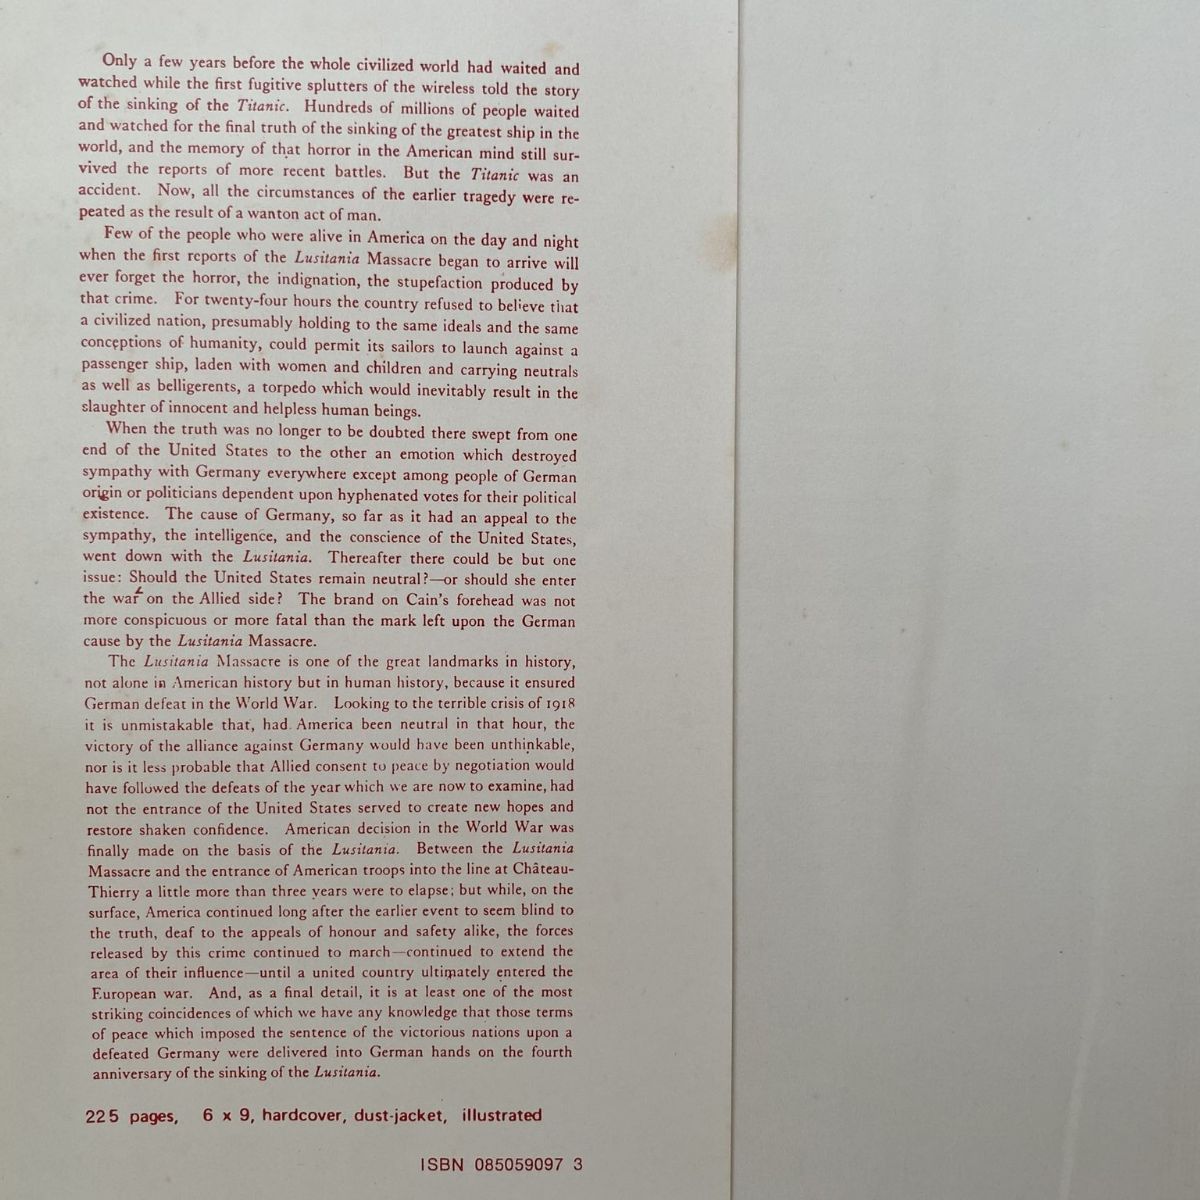 Only a few years before the whole civilized world had waited and
watched while the first fugitive splutters of the wireless told the story
of the sinking of the Titanic. Hundreds of millions of people waited
and watched for the final truth of the sinking of the greatest ship in the
world, and the memory of that horror in the American mind still sur-
vived the reports of more recent battles. But the Titanic was an
accident. Now, all the circumstances of the earlier tragedy were re-
peated as the result of a wanton act of man.
Few of the people who were alive in America on the day and night
when the first reports of the Lusitania Massacre began to arrive will
ever forget the horror, the indignation, the stupefaction produced by
that crime. For twenty-four hours the country refused to believe that
a civilized nation, presumably holding to the same ideals and the same
conceptions of humanity, could permit its sailors to launch against a
passenger ship, laden with women and children and carrying neutrals
as well as belligerents, a torpedo which would inevitably result in the
slaughter of innocent and helpless human beings.
When the truth was no longer to be doubted there swept from one
end of the United States to the other an emotion which destroyed
sympathy with Germany everywhere except among people of German
origin or politicians dependent upon hyphenated votes for their political
existence. The cause of Germany, so far as it had an appeal to the
sympathy, the intelligence, and the conscience of the United States,
went down with the Lusitania. Thereafter there could be but one
issue: Should the United States remain neutral?—or should she enter
the war on the Allied side? The brand on Cain's forehead was not
more conspicuous or more fatal than the mark left upon the German
cause by the Lusitania Massacre.
The Lusitania Massacre is one of the great landmarks in history,
not alone in American history but in human history, because it ensured
German defeat in the World War. Looking to the terrible crisis of 1918
it is unmistakable that, had America been neutral in that hour, the
victory of the alliance against Germany would have been unthinkable,
nor is it less probable that Allied consent to peace by negotiation would
have followed the defeats of the year which we are now to examine, had
not the entrance of the United States served to create new hopes and
restore shaken confidence. American decision in the World War was
finally made on the basis of the Lusitania. Between the Lusitania
Massacre and the entrance of American troops into the line at Château-
Thierry a little more than three years were to elapse; but while, on the
surface, America continued long after the earlier event to seem blind to
the truth, deaf to the appeals of honour and safety alike, the forces
released by this crime continued to march—continued to extend the
area of their influence—until a united country ultimately entered the
European war. And, as a final detail, it is at least one of the most
striking coincidences of which we have any knowledge that those terms
of peace which imposed the sentence of the victorious nations upon a
defeated Germany were delivered into German hands on the fourth
anniversary of the sinking of the Lusitania.
225 pages, 6 x 9, hardcover, dust-jacket, illustrated
ISBN 085059097 3